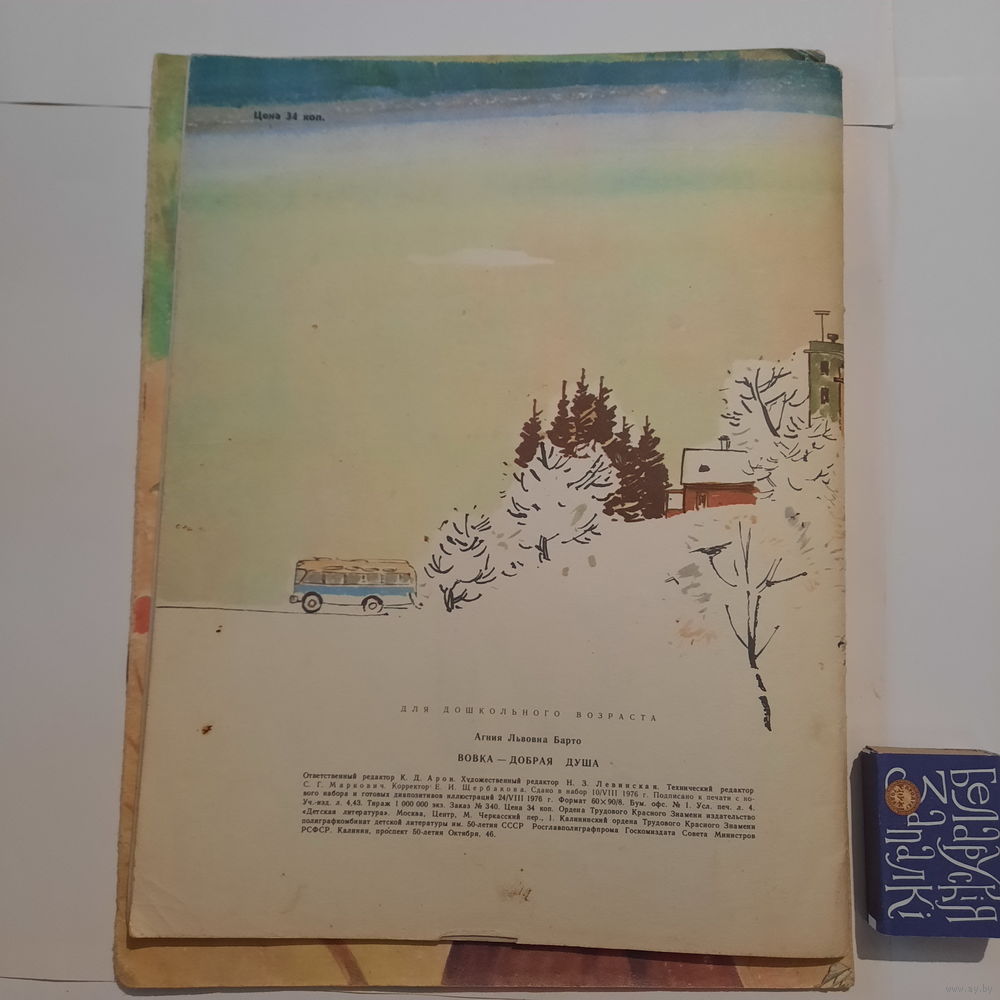 Цена 34 коп.
ДЛЯ ДОШКОЛЬНОГО ВОЗРАСТА
Агния Львовна Барто
ВОВКА — ДОБРАЯ ДУША
Ответственный редактор К. Д. Арон. Художественный редактор Н. З. Левинская. Технический редактор
С. Г. Маркович. Корректор Е. И. Щербакова. Сдано в набор 10/VIII 1976 г. Подписано к печати с но-
вого набора и готовых диапозитивов иллюстраций 24/VIII 1976 г. Формат 60×90/8. Бум. офс. № 1. Усл. печ. л. 4.
Уч.-изд. л. 4,43. Тираж 1 000 000 экз. Заказ № 340. Цена 34 коп. Ордена Трудового Красного Знамени издательство
«Детская литература». Москва, Центр, М. Черкасский пер., 1. Калининский ордена Трудового Красного Знамени
полиграфкомбинат детской литературы им. 50-летия СССР Росглавполиграфпрома Госкомиздата Совета Министров
РСФСР. Калинин, проспект 50-летия Октября, 46.
Беларускія
запалкі
www.ay.by